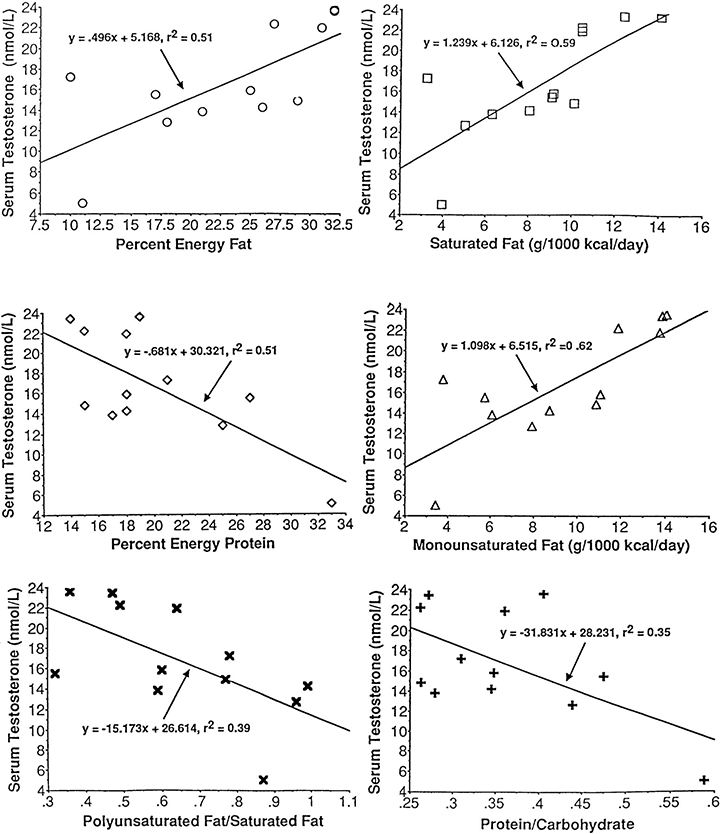 24
22
20
18
16
14
12
10
8
6
4
Serum Testosterone (nmol/L)
y = .496x + 5.168, r2 = 0.51
7.5 10 12.5 15 17.5 20 22.5 25 27.5 30 32.5
Percent Energy Fat
24
22
20
18
16
14
12
10
8
6
4
Serum Testosterone (nmol/L)
y = 1.239x + 6.126, r2 = 0.59
2 4 6 8 10 12 14 16
Saturated Fat (g/1000 kcal/day)
24
22
20
18
16
14
12
10
8
6
4
Serum Testosterone (nmol/L)
y = -.681x + 30.321, r2 = 0.51
12 14 16 18 20 22 24 26 28 30 32 34
Percent Energy Protein
24
22
20
18
16
14
12
10
8
6
4
Serum Testosterone (nmol/L)
y = 1.098x + 6.515, r2 =0 .62
2 4 6 8 10 12 14 16
Monounsaturated Fat (g/1000 kcal/day)
24
22
20
18
16
14
12
10
8
6
4
Serum Testosterone (nmol/L)
y = -15.173x + 26.614, r2 = 0.39
.3 .4 .5 .6 .7 .8 .9 1 1.1
Polyunsaturated Fat/Saturated Fat
24
22
20
18
16
14
12
10
8
6
4
Serum Testosterone (nmol/L)
y = -31.831x + 28.231, r2 = 0.35
.25 .3 .35 .4 .45 .5 .55 .6
Protein/Carbohydrate